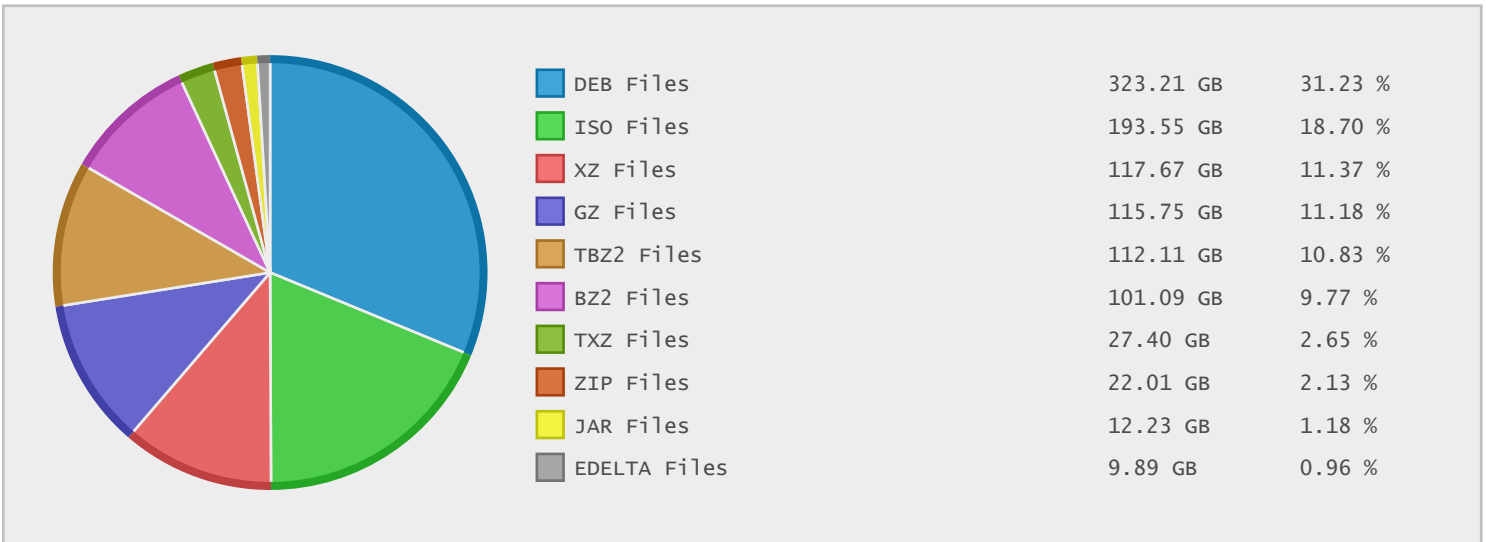 DEB Files 323.21 GB 31.23 %
ISO Files 193.55 GB 18.70 %
XZ Files 117.67 GB 11.37 %
GZ Files 115.75 GB 11.18 %
TBZ2 Files 112.11 GB 10.83 %
BZ2 Files 101.09 GB 9.77 %
TXZ Files 27.40 GB 2.65 %
ZIP Files 22.01 GB 2.13 %
JAR Files 12.23 GB 1.18 %
EDELTA Files 9.89 GB 0.96 %